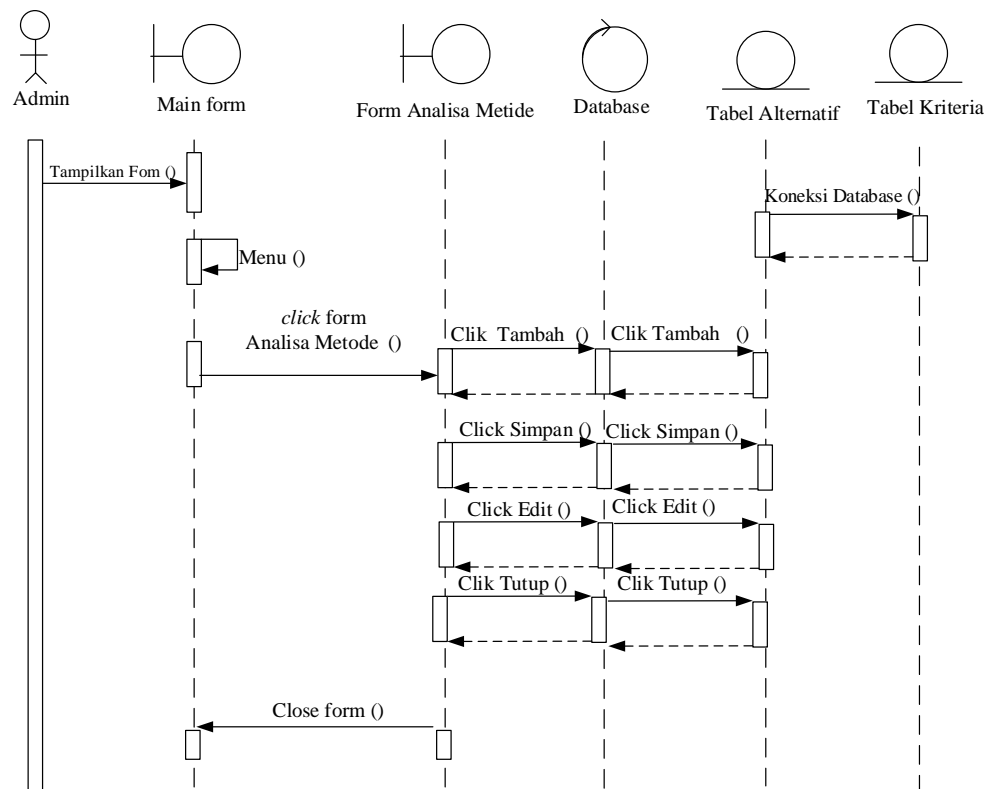 Admin
Main form
Form Analisa Metide
Database
Tabel Alternatif
Tabel Kriteria
Tampilkan Fom ()
Koneksi Database ()
Menu ()
click form
Analisa Metode ()
Clik Tambah ()
Clik Tambah ()
Click Simpan ()
Click Simpan ()
Click Edit ()
Click Edit ()
Clik Tutup ()
Clik Tutup ()
Close form ()